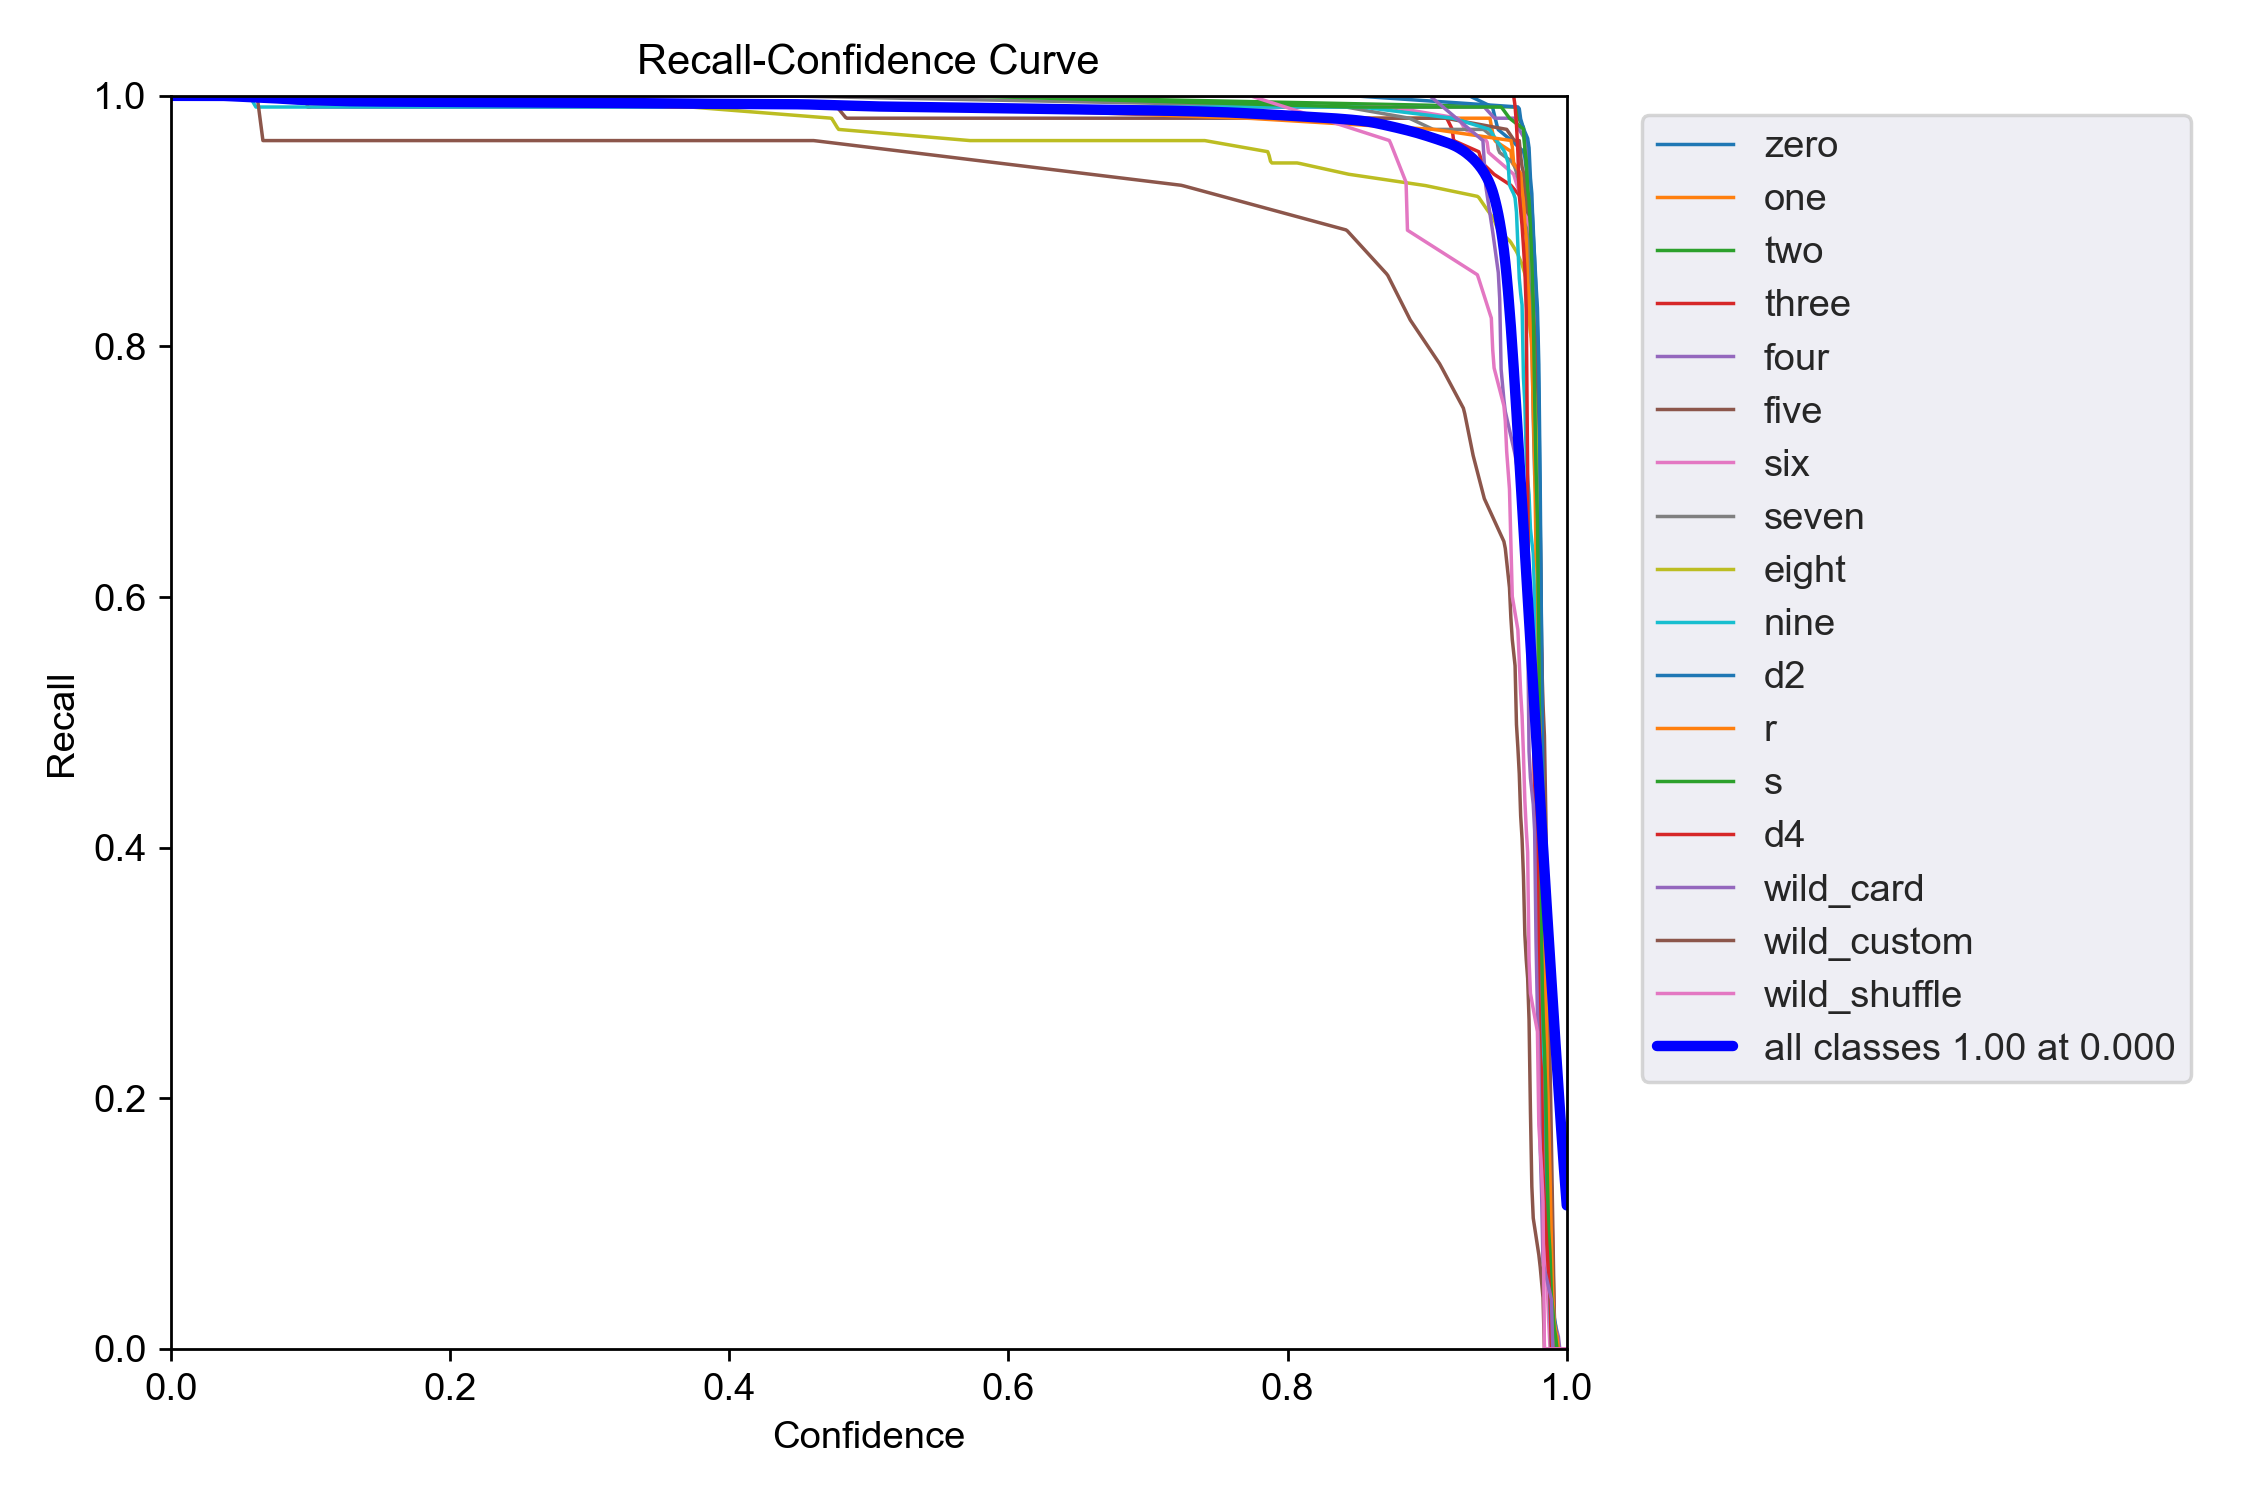 Recall-Confidence Curve
1.0
0.8
0.6
0.4
0.2
0.0
Recall
0.0 0.2 0.4 0.6 0.8 1.0
Confidence
zero
one
two
three
four
five
six
seven
eight
nine
d2
r
s
d4
wild_card
wild_custom
wild_shuffle
all classes 1.00 at 0.000